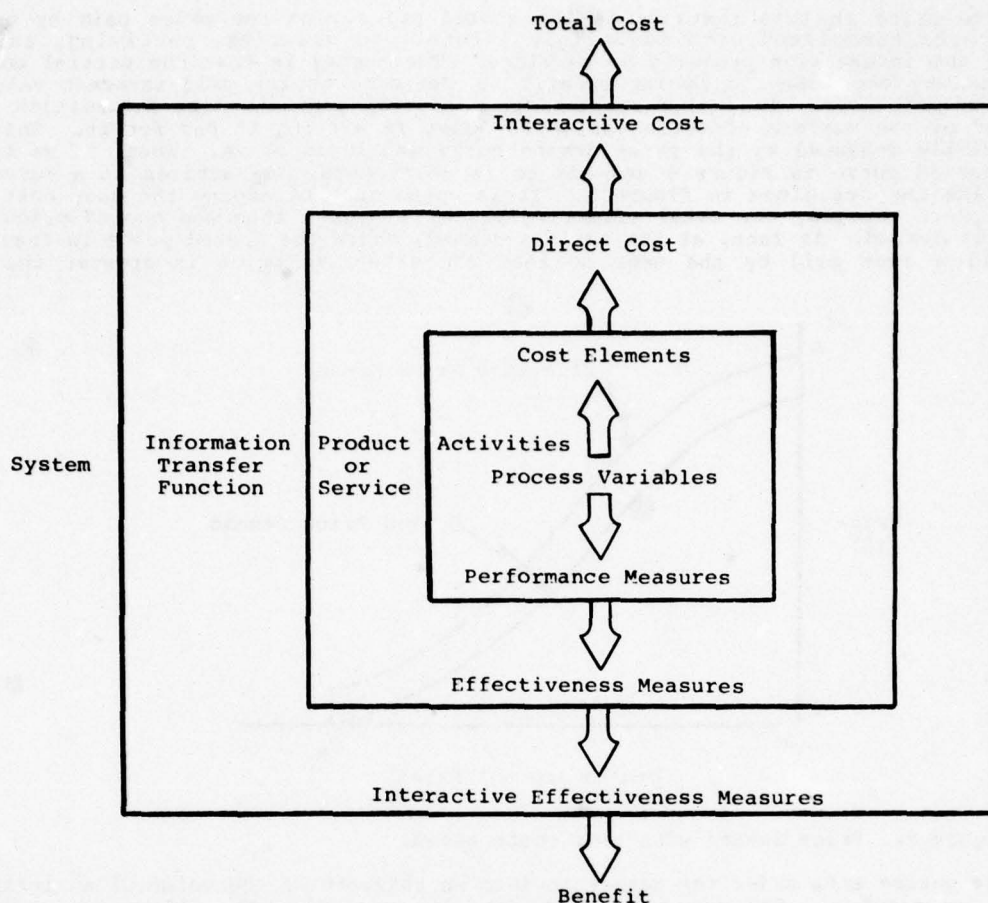 Total Cost
Interactive Cost
Direct Cost
Cost Elements
Information
Transfer
Function
Product
or
Service
Activities
System
Process Variables
Performance Measures
Effectiveness Measures
Interactive Effectiveness Measures
Benefit